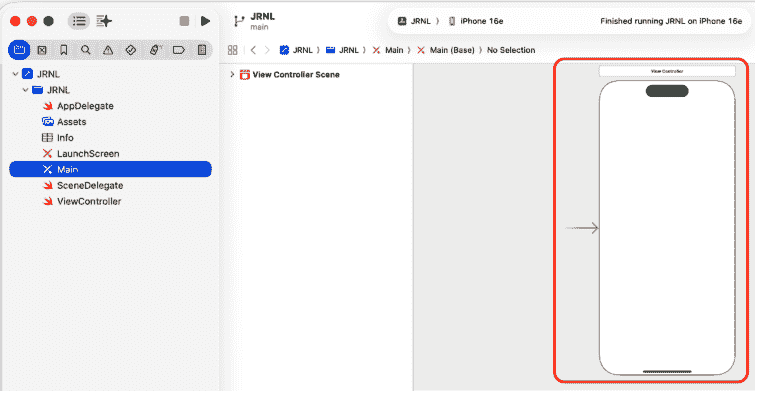 JRNL
main
JRNL
iPhone 16e
Finished running JRNL on iPhone 16e
JRNL
JRNL
Main
Main (Base)
No Selection
JRNL
JRNL
AppDelegate
Assets
Info
LaunchScreen
Main
SceneDelegate
ViewController
View Controller Scene
View Controller